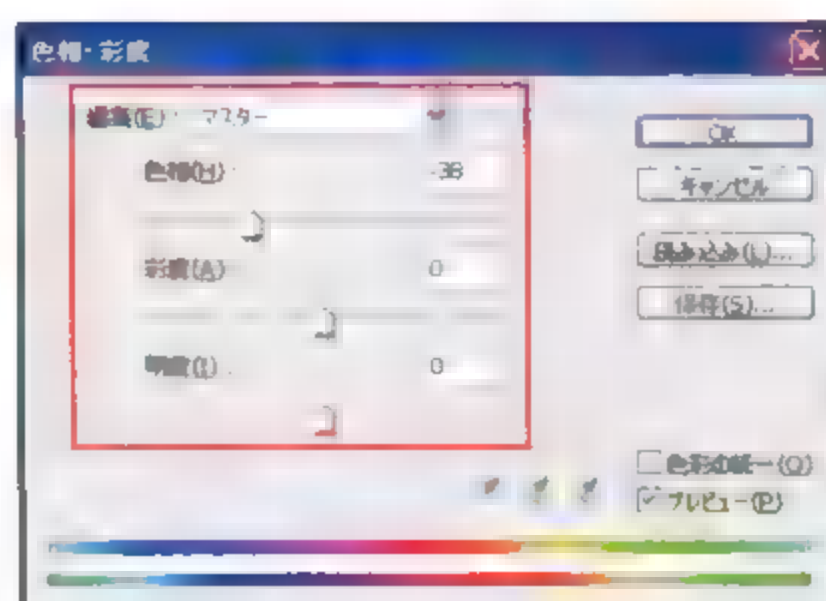 色相・彩度
編集(E): マスター
色相(H): -38
彩度(A): 0
明度(I): 0
OK
キャンセル
読み込み(L)...
保存(S)...
色彩の統一(O)
プレビュー(P)